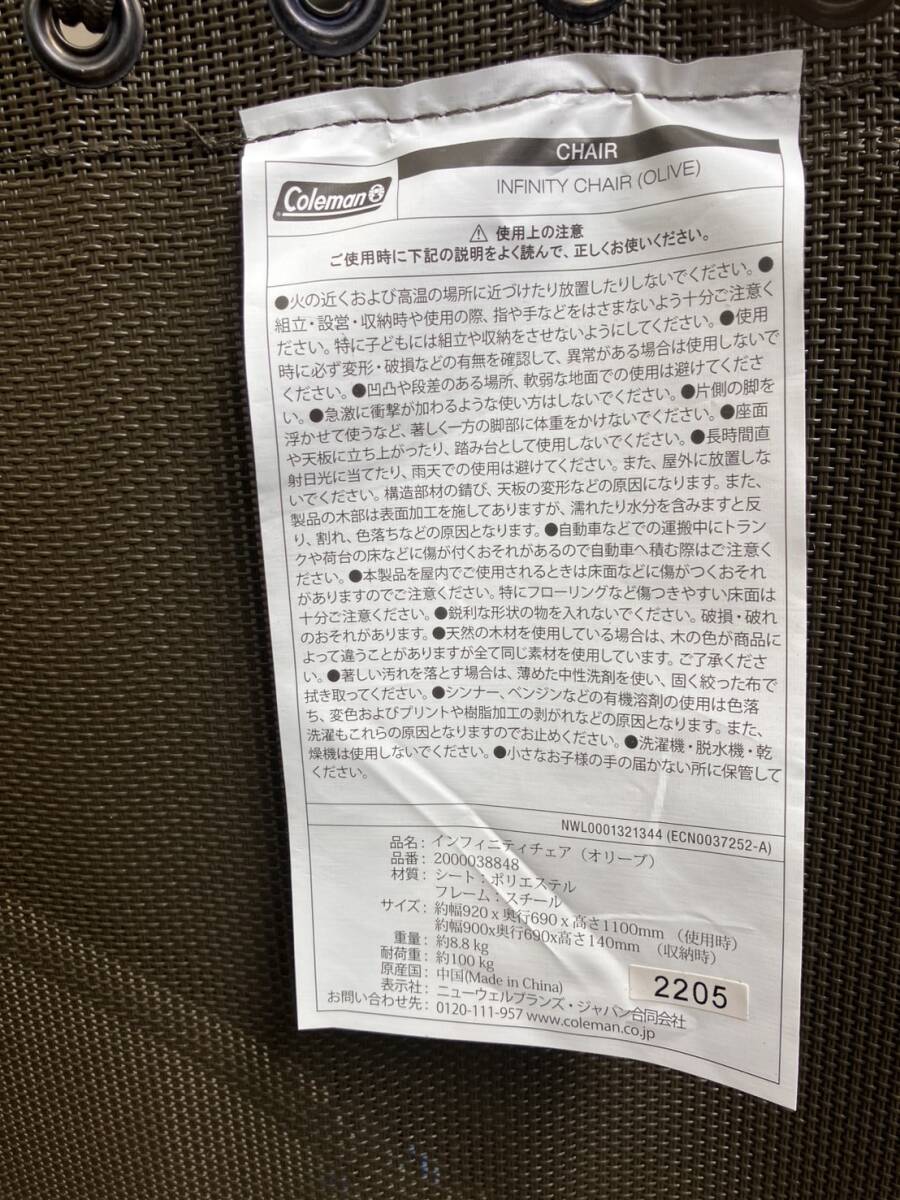 CHAIR
Coleman
INFINITY CHAIR (OLIVE)
⚠ 使用上の注意
ご使用時に下記の説明をよく読んで、正しくお使いください。
●火の近くおよび高温の場所に近づけたり放置したりしないでください。●
組立・設営・収納時や使用の際、指や手などをはさまないよう十分ご注意く
ださい。特に子どもには組立や収納をさせないようにしてください。●使用
時に必ず変形・破損などの有無を確認して、異常がある場合は使用しないで
ください。●凹凸や段差のある場所、軟弱な地面での使用は避けてくださ
い。●急激に衝撃が加わるような使い方はしないでください。●片側の脚を
浮かせて使うなど、著しく一方の脚部に体重をかけないでください。●座面
や天板に立ち上がったり、踏み台として使用しないでください。●長時間直
射日光に当てたり、雨天での使用は避けてください。また、屋外に放置しな
いでください。構造部材の錆び、天板の変形などの原因になります。また、
製品の木部は表面加工を施してありますが、濡れたり水分を含みますと反
り、割れ、色落ちなどの原因となります。●自動車などでの運搬中にトラン
クや荷台の床などに傷が付くおそれがあるので自動車へ積む際はご注意く
ださい。●本製品を屋内でご使用されるときは床面などに傷がつくおそれ
がありますのでご注意ください。特にフローリングなど傷つきやすい床面は
十分ご注意ください。●鋭利な形状の物を入れないでください。破損・破れ
のおそれがあります。●天然の木材を使用している場合は、木の色が商品に
よって違うことがありますが全て同じ素材を使用しています。ご了承くださ
い。●著しい汚れを落とす場合は、薄めた中性洗剤を使い、固く絞った布で
拭き取ってください。●シンナー、ベンジンなどの有機溶剤の使用は色落
ち、変色およびプリントや樹脂加工の剥がれなどの原因となります。また、
洗濯もこれらの原因となりますのでお止めください。●洗濯機・脱水機・乾
燥機は使用しないでください。●小さなお子様の手の届かない所に保管して
ください。
NWL0001321344 (ECN0037252-A)
品名：インフィニティチェア（オリーブ）
品番：2000038848
材質：シート：ポリエステル
フレーム：スチール
サイズ：約幅920 x 奥行690 x 高さ1100mm （使用時）
約幅900x奥行690x高さ140mm （収納時）
重量：約8.8 kg
耐荷重：約100 kg
原産国：中国(Made in China)
表示社：ニューウェルブランズ・ジャパン合同会社
お問い合わせ先：0120-111-957 www.coleman.co.jp
2205